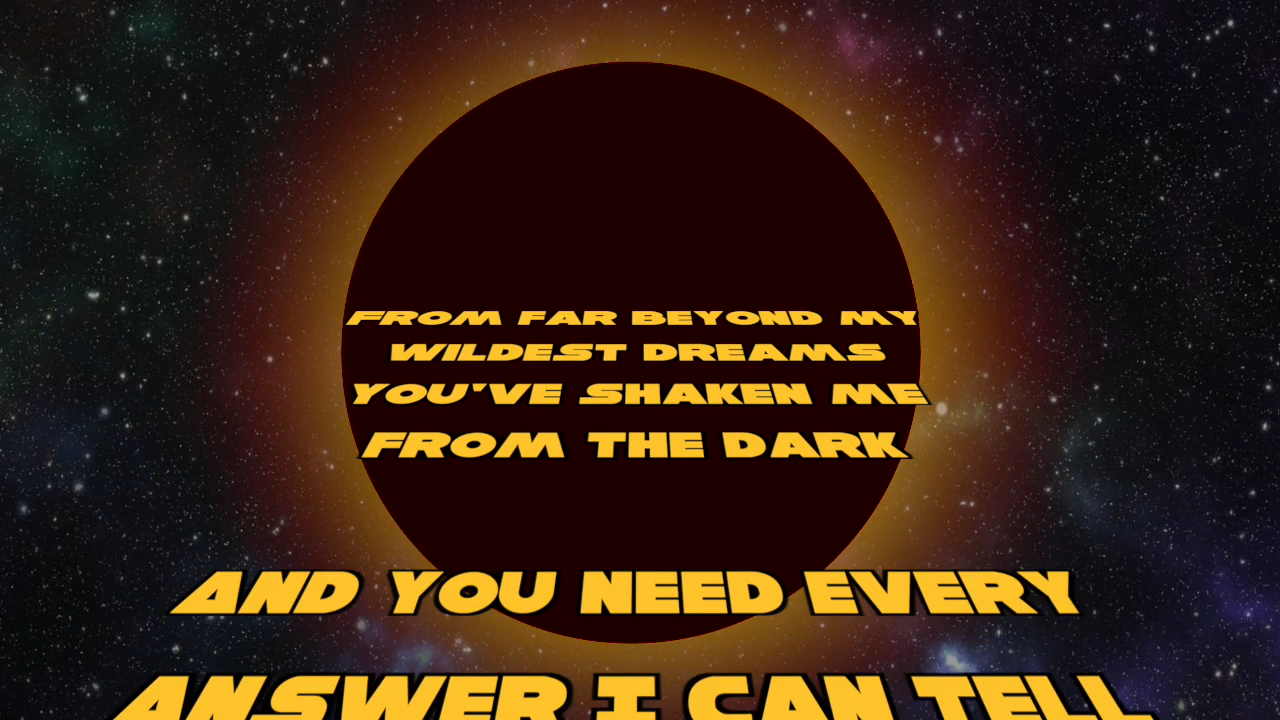 FROM FAR BEYOND MY
WILDEST DREAMS
YOU'VE SHAKEN ME
FROM THE DARK
AND YOU NEED EVERY
ANSWER I CAN TELL